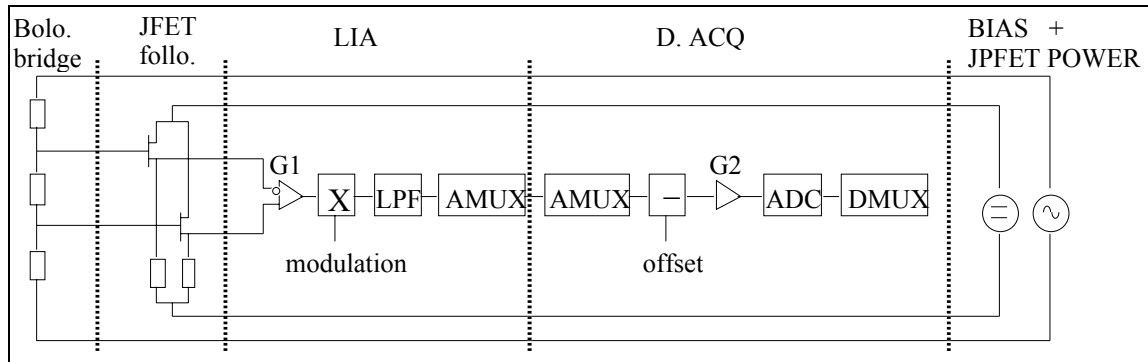 Bolo.
bridge
JFET
follo.
LIA
D. ACQ
BIAS +
JPFET POWER
G1
G2
X
LPF
AMUX
AMUX
−
ADC
DMUX
modulation
offset